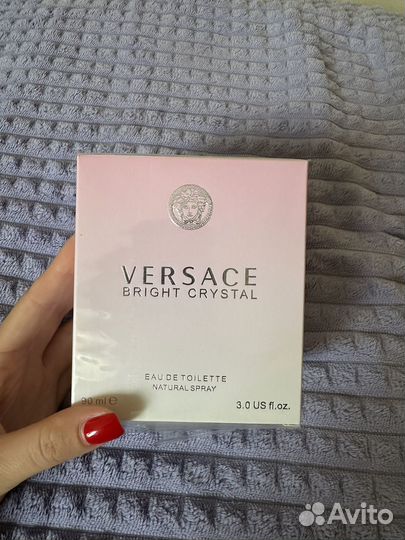 VERSACE
BRIGHT CRYSTAL
EAU DE TOILETTE
NATURAL SPRAY
90 ml e
3.0 US fl.oz.
Avito